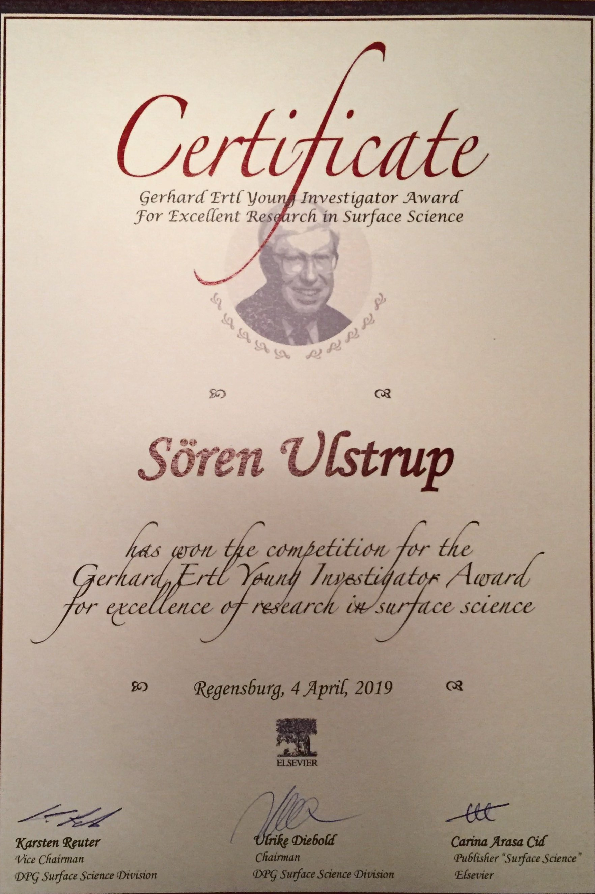 Certificate
Gerhard Ertl Young Investigator Award
For Excellent Research in Surface Science
Sören Ulstrup
has won the competition for the
Gerhard Ertl Young Investigator Award
for excellence of research in surface science
Regensburg, 4 April, 2019
ELSEVIER
Karsten Reuter
Vice Chairman
DPG Surface Science Division
Ulrike Diebold
Chairman
DPG Surface Science Division
Carina Arasa Cid
Publisher "Surface Science"
Elsevier